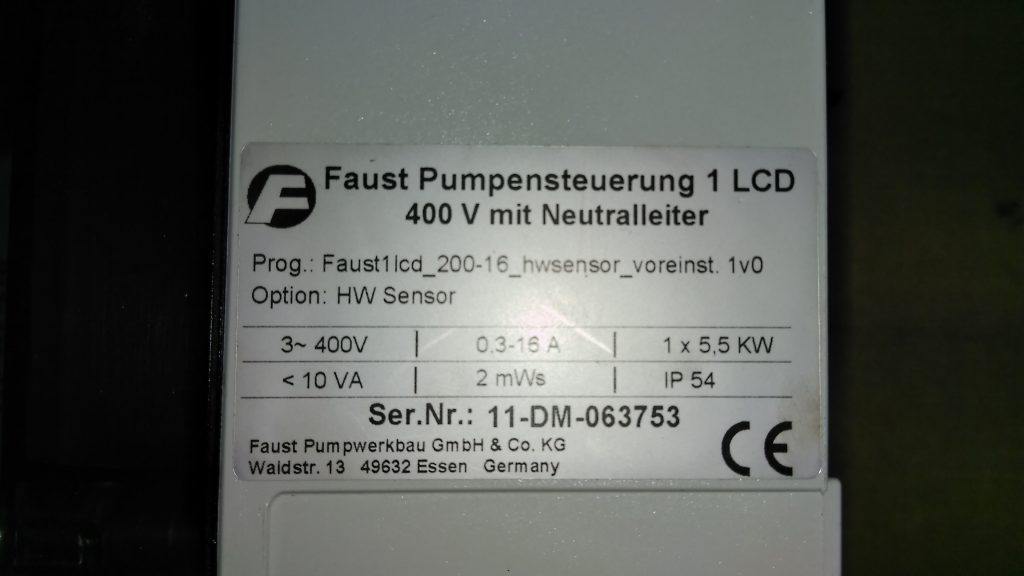 F Faust Pumpensteuerung 1 LCD
400 V mit Neutralleiter
Prog.: Faust1lcd_200-16_hwsensor_voreinst. 1v0
Option: HW Sensor
3~ 400V | 0,3-16 A | 1 x 5,5 KW
< 10 VA | 2 mWs | IP 54
Ser.Nr.: 11-DM-063753
Faust Pumpwerkbau GmbH & Co. KG
Waldstr. 13 49632 Essen Germany
CE